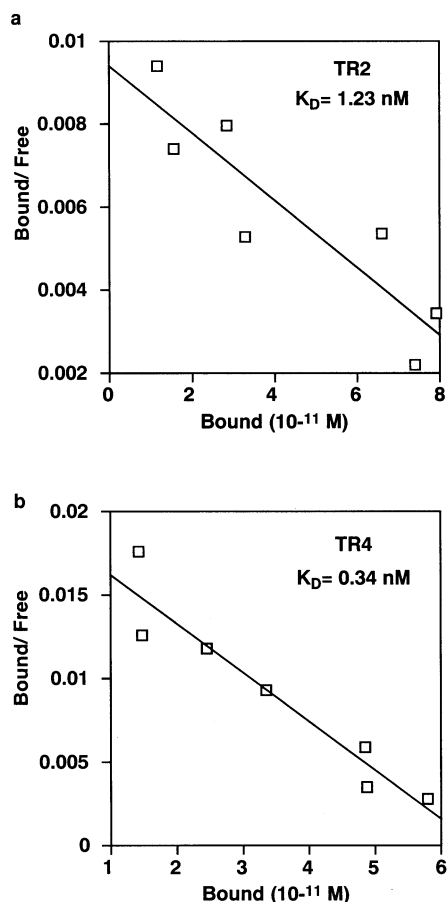 a
0.01
TR2
K_D= 1.23 nM
0.008
Bound/ Free
0.006
0.004
0.002
0 2 4 6 8
Bound (10-¹¹ M)
b
0.02
TR4
K_D= 0.34 nM
0.015
Bound/ Free
0.01
0.005
0
1 2 3 4 5 6
Bound (10-¹¹ M)